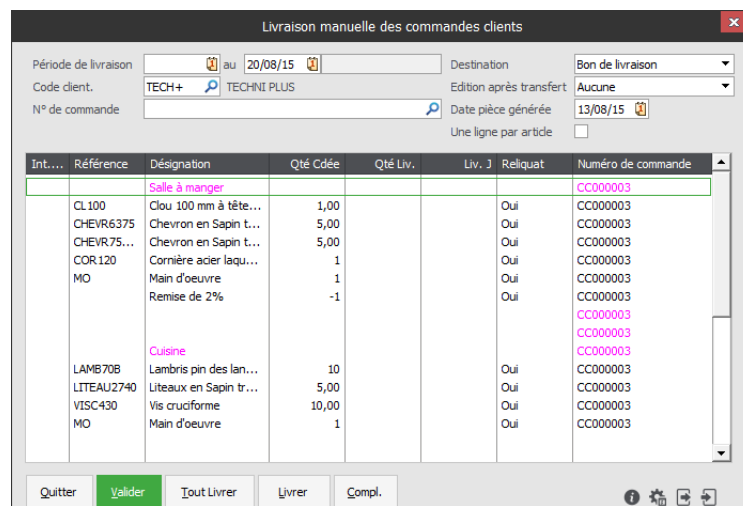 Livraison manuelle des commandes clients
Période de livraison au 20/08/15 Destination Bon de livraison
Code client. TECH+ TECHNI PLUS Edition après transfert Aucune
N° de commande Date pièce générée 13/08/15
Une ligne par article
Int.... Référence Désignation Qté Cdée Qté Liv. Liv. J Reliquat Numéro de commande
Salle à manger CC000003
CL100 Clou 100 mm à tête... 1,00 Oui CC000003
CHEVR6375 Chevron en Sapin t... 5,00 Oui CC000003
CHEVR75... Chevron en Sapin t... 5,00 Oui CC000003
COR120 Cornière acier laqu... 1 Oui CC000003
MO Main d'oeuvre 1 Oui CC000003
Remise de 2% -1 Oui CC000003
CC000003
CC000003
Cuisine CC000003
LAMB70B Lambris pin des lan... 10 Oui CC000003
LITEAU2740 Liteaux en Sapin tr... 5,00 Oui CC000003
VISC430 Vis cruciforme 10,00 Oui CC000003
MO Main d'oeuvre 1 Oui CC000003
Quitter Valider Tout Livrer Livrer Compl.